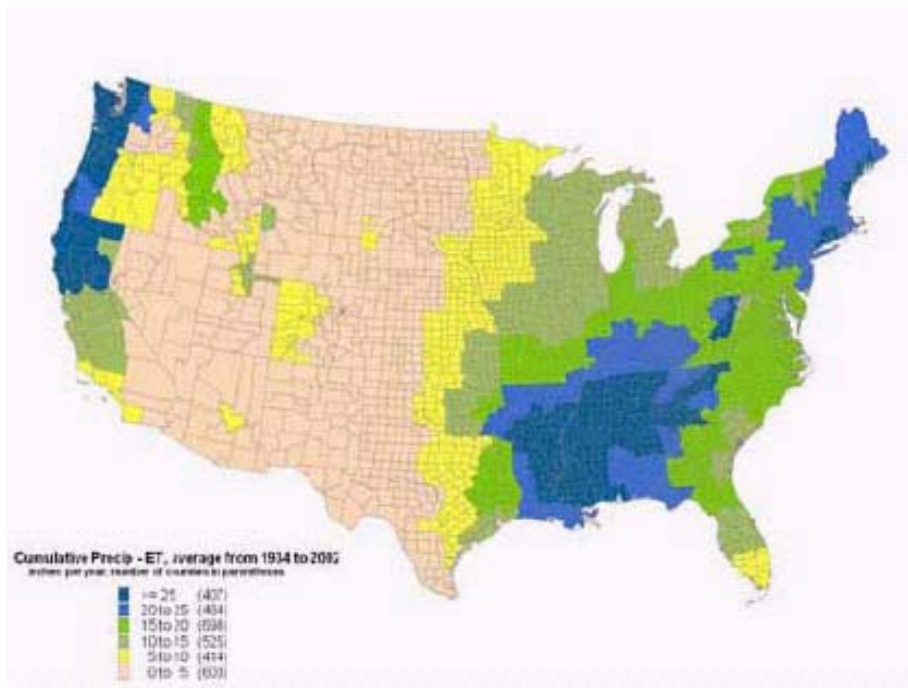 Cumulative Precip - ET, average from 1934 to 2002
inches per year, number of counties in parentheses
>= 25 (407)
20 to 25 (484)
15 to 20 (698)
10 to 15 (525)
5 to 10 (414)
0 to 5 (603)